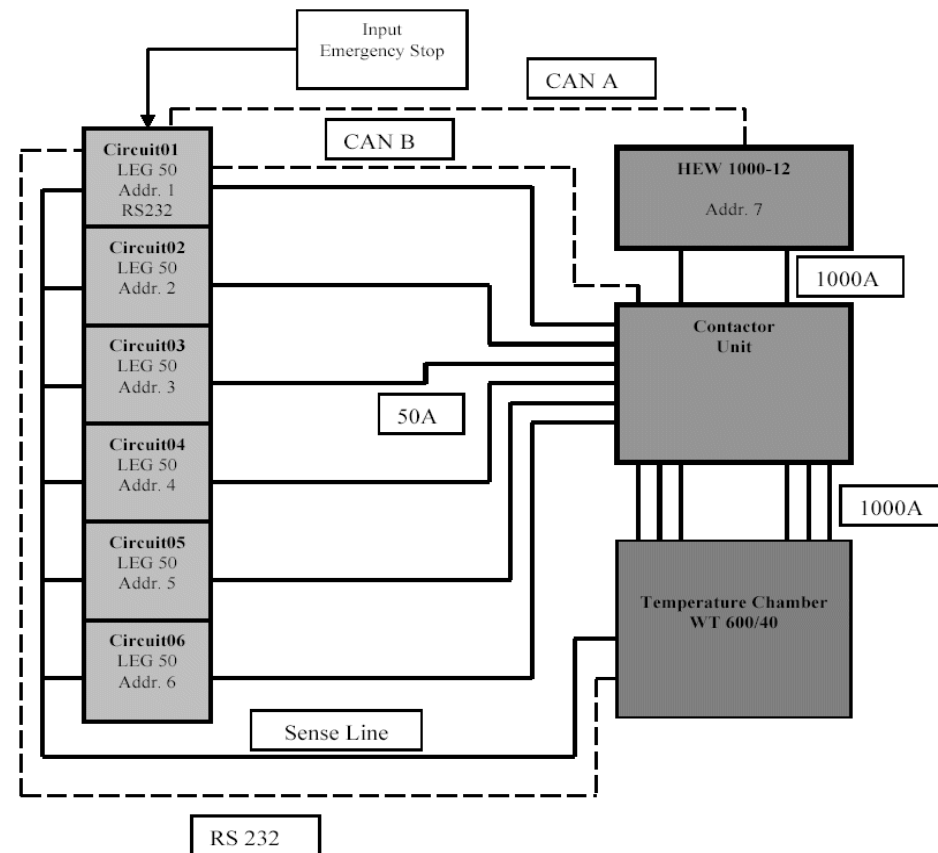 Input
Emergency Stop
CAN A
CAN B
Circuit01
LEG 50
Addr. 1
RS232
Circuit02
LEG 50
Addr. 2
Circuit03
LEG 50
Addr. 3
Circuit04
LEG 50
Addr. 4
Circuit05
LEG 50
Addr. 5
Circuit06
LEG 50
Addr. 6
HEW 1000-12
Addr. 7
1000A
Contactor
Unit
50A
1000A
Temperature Chamber
WT 600/40
Sense Line
RS 232